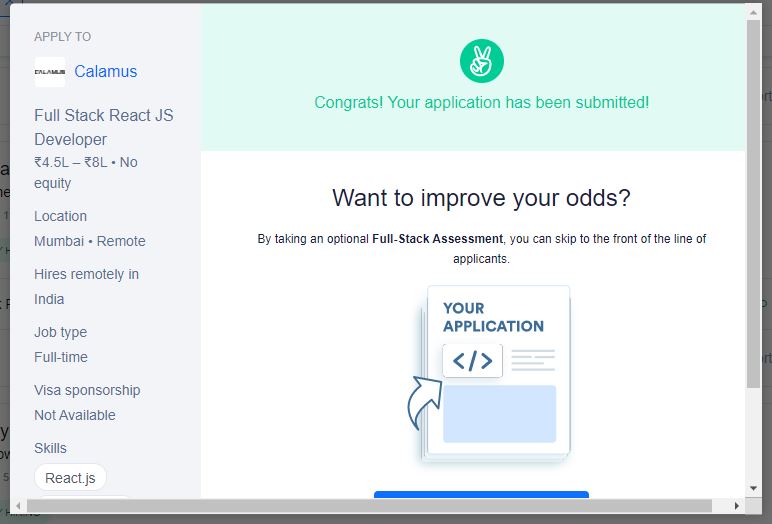 APPLY TO
CALAMUS
Calamus
Full Stack React JS
Developer
₹4.5L – ₹8L • No
equity
Location
Mumbai • Remote
Hires remotely in
India
Job type
Full-time
Visa sponsorship
Not Available
Skills
React.js
Congrats! Your application has been submitted!
Want to improve your odds?
By taking an optional Full-Stack Assessment, you can skip to the front of the line of
applicants.
YOUR
APPLICATION
</>